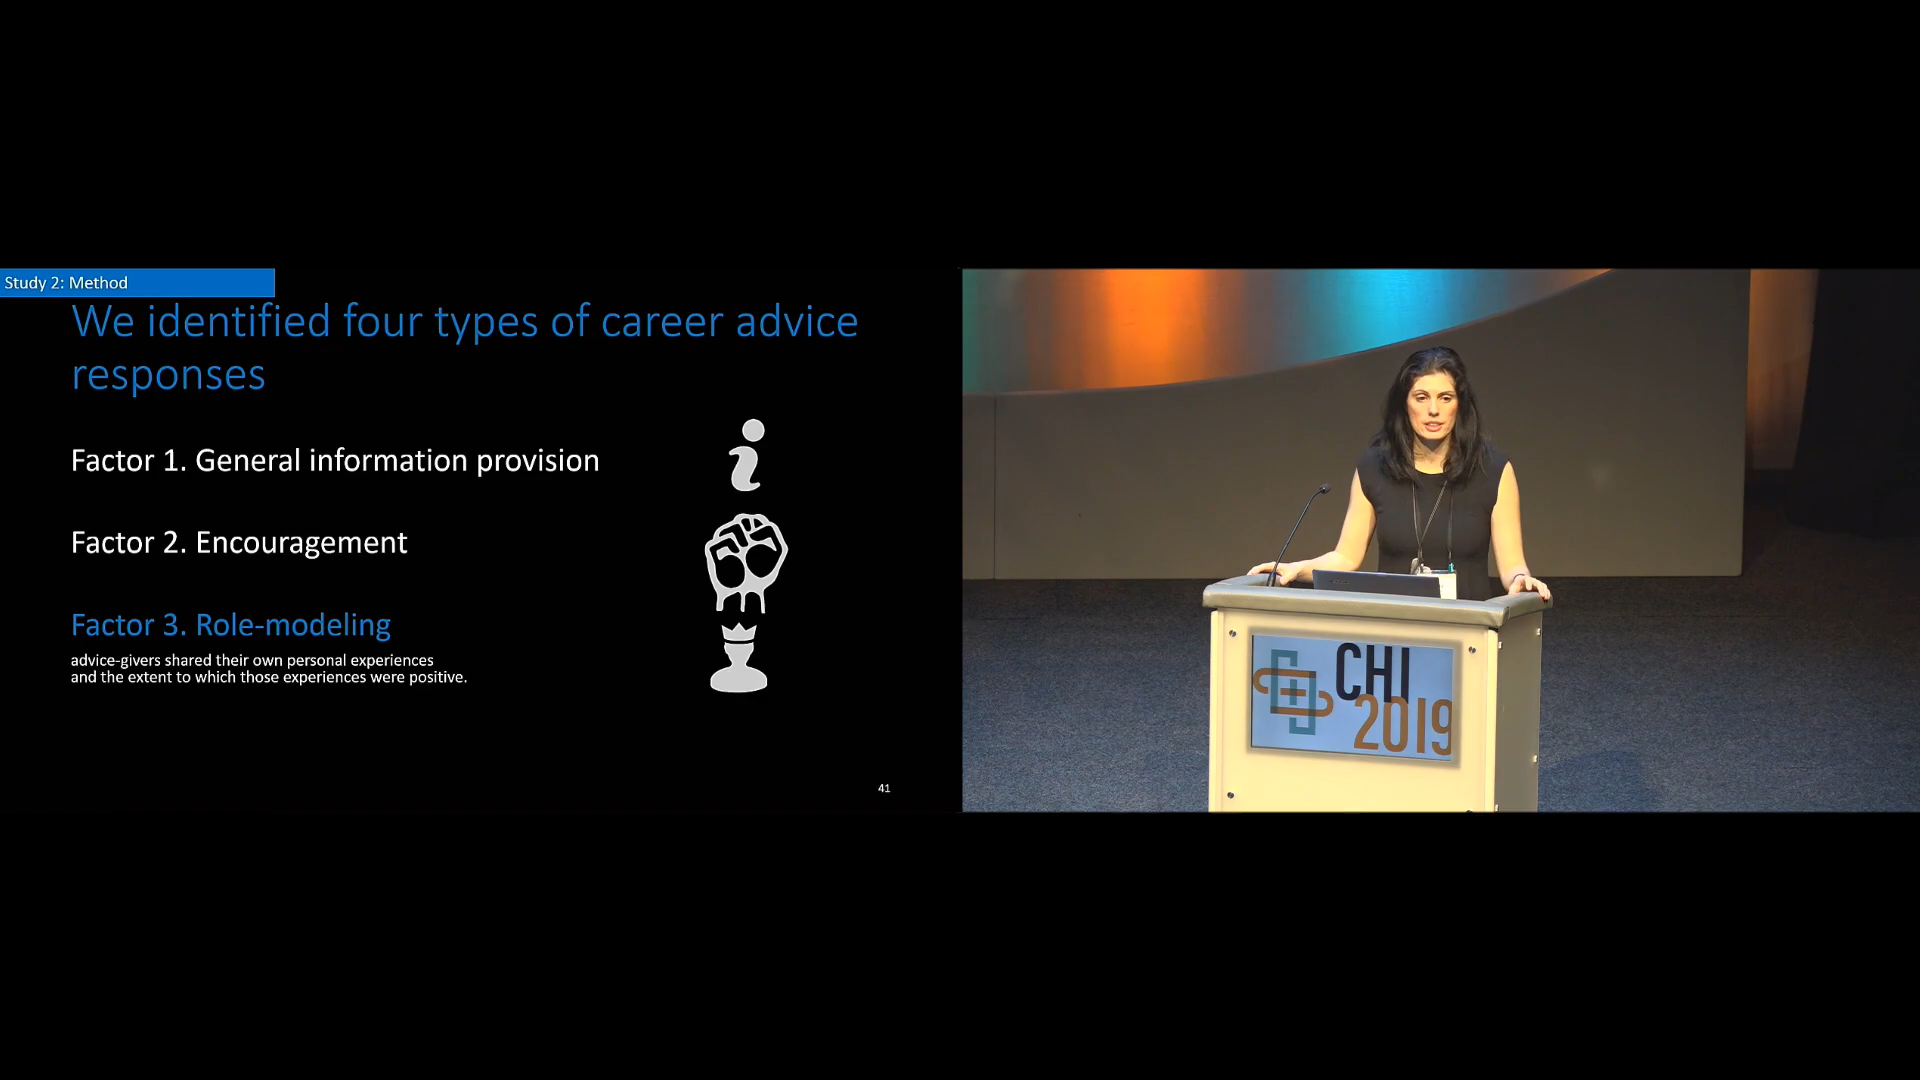 Study 2: Method
We identified four types of career advice
responses
Factor 1. General information provision
Factor 2. Encouragement
Factor 3. Role-modeling
advice-givers shared their own personal experiences
and the extent to which those experiences were positive.
41
CHI
2019